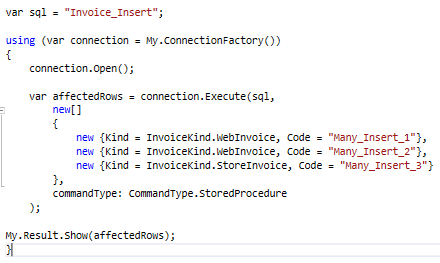 var sql = "Invoice_Insert";
using (var connection = My.ConnectionFactory())
{
connection.Open();
var affectedRows = connection.Execute(sql,
new[]
{
new {Kind = InvoiceKind.WebInvoice, Code = "Many_Insert_1"},
new {Kind = InvoiceKind.WebInvoice, Code = "Many_Insert_2"},
new {Kind = InvoiceKind.StoreInvoice, Code = "Many_Insert_3"}
},
commandType: CommandType.StoredProcedure
);
My.Result.Show(affectedRows);
}